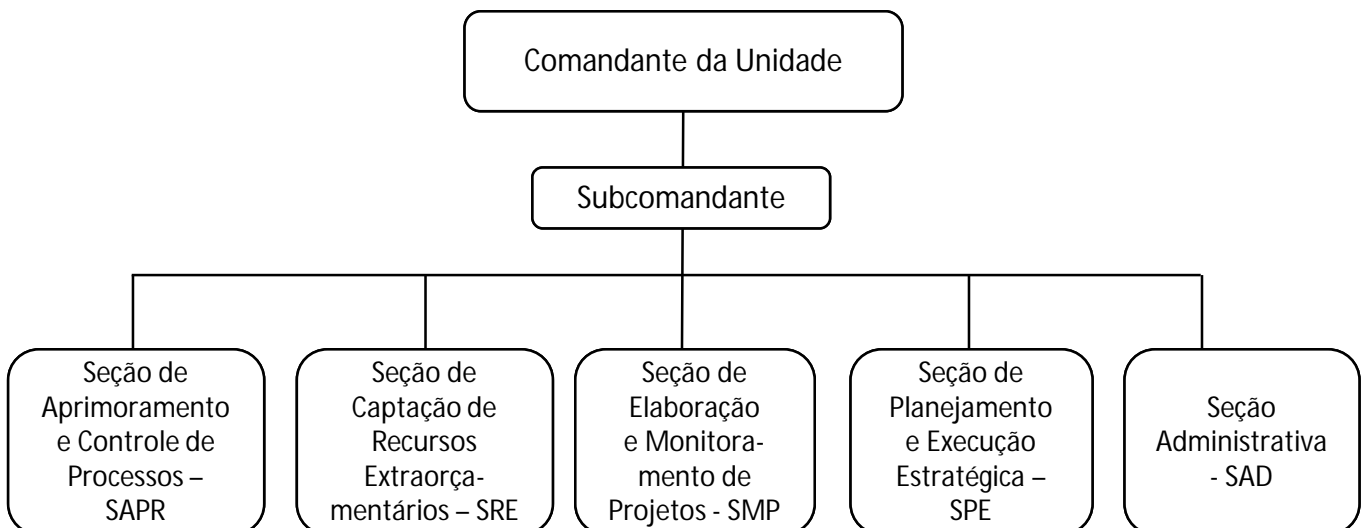 Comandante da Unidade
Subcomandante
Seção de
Aprimoramento
e Controle de
Processos –
SAPR
Seção de
Captação de
Recursos
Extraorça-
mentários – SRE
Seção de
Elaboração
e Monitora-
mento de
Projetos - SMP
Seção de
Planejamento
e Execução
Estratégica –
SPE
Seção
Administrativa
- SAD